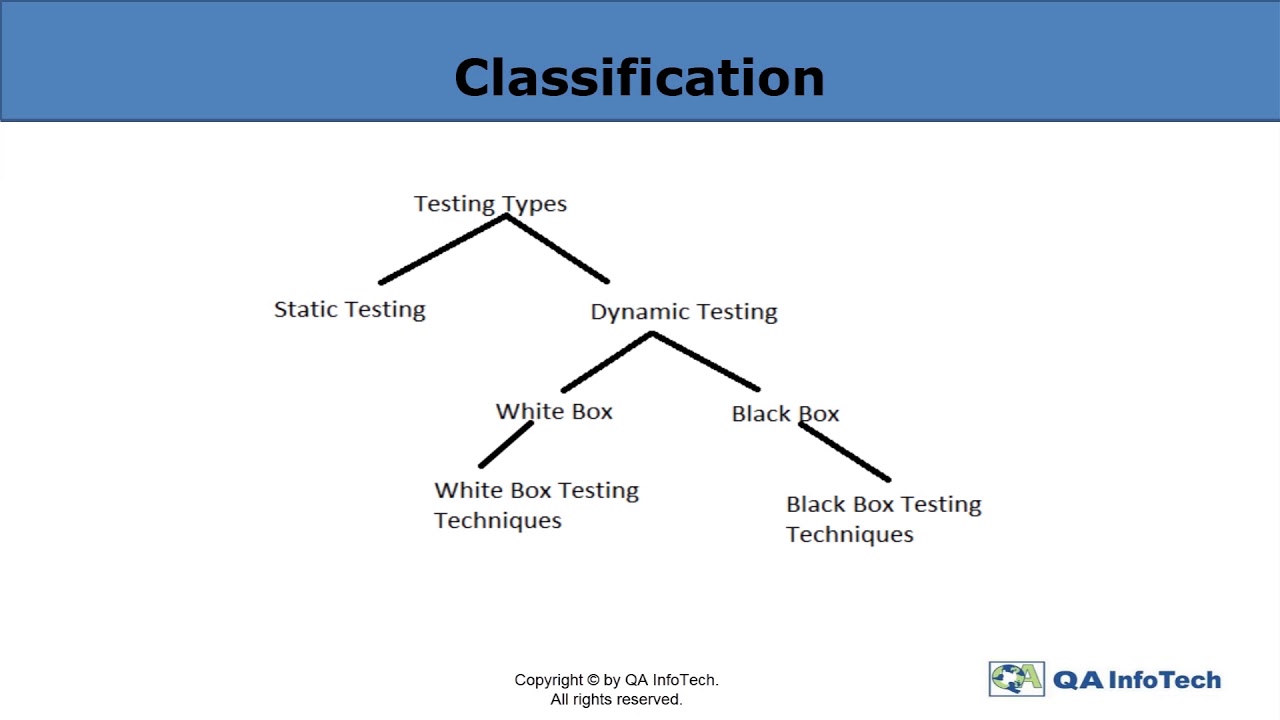 Classification
Testing Types
Static Testing
Dynamic Testing
White Box
Black Box
White Box Testing
Techniques
Black Box Testing
Techniques
Copyright © by QA InfoTech.
All rights reserved.
QA
QA InfoTech